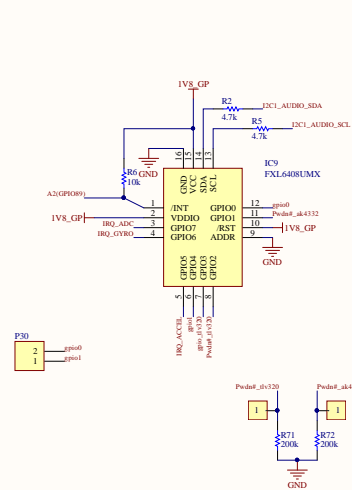 1V8_GP
R2
4.7k
I2C1_AUDIO_SDA
R5
4.7k
I2C1_AUDIO_SCL
GND
R6
10k
IC9
FXL6408UMX
16
15
14
13
GND
VCC
SDA
SCL
A2(GPIO89)
1
/INT
GPIO0
12
gpio0
1V8_GP
2
VDDIO
GPIO1
11
Pwdn#_ak4332
IRQ_ADC
3
GPIO7
/RST
10
1V8_GP
IRQ_GYRO
4
GPIO6
ADDR
9
GND
GPIO5
GPIO4
GPIO3
GPIO2
5
6
7
8
IRQ_ACCEL
gpio1
gpio_tlv320
Pwdn#_tlv320
P30
2
gpio0
1
gpio1
Pwdn#_tlv320
Pwdn#_ak4
1
1
R71
200k
R72
200k
GND